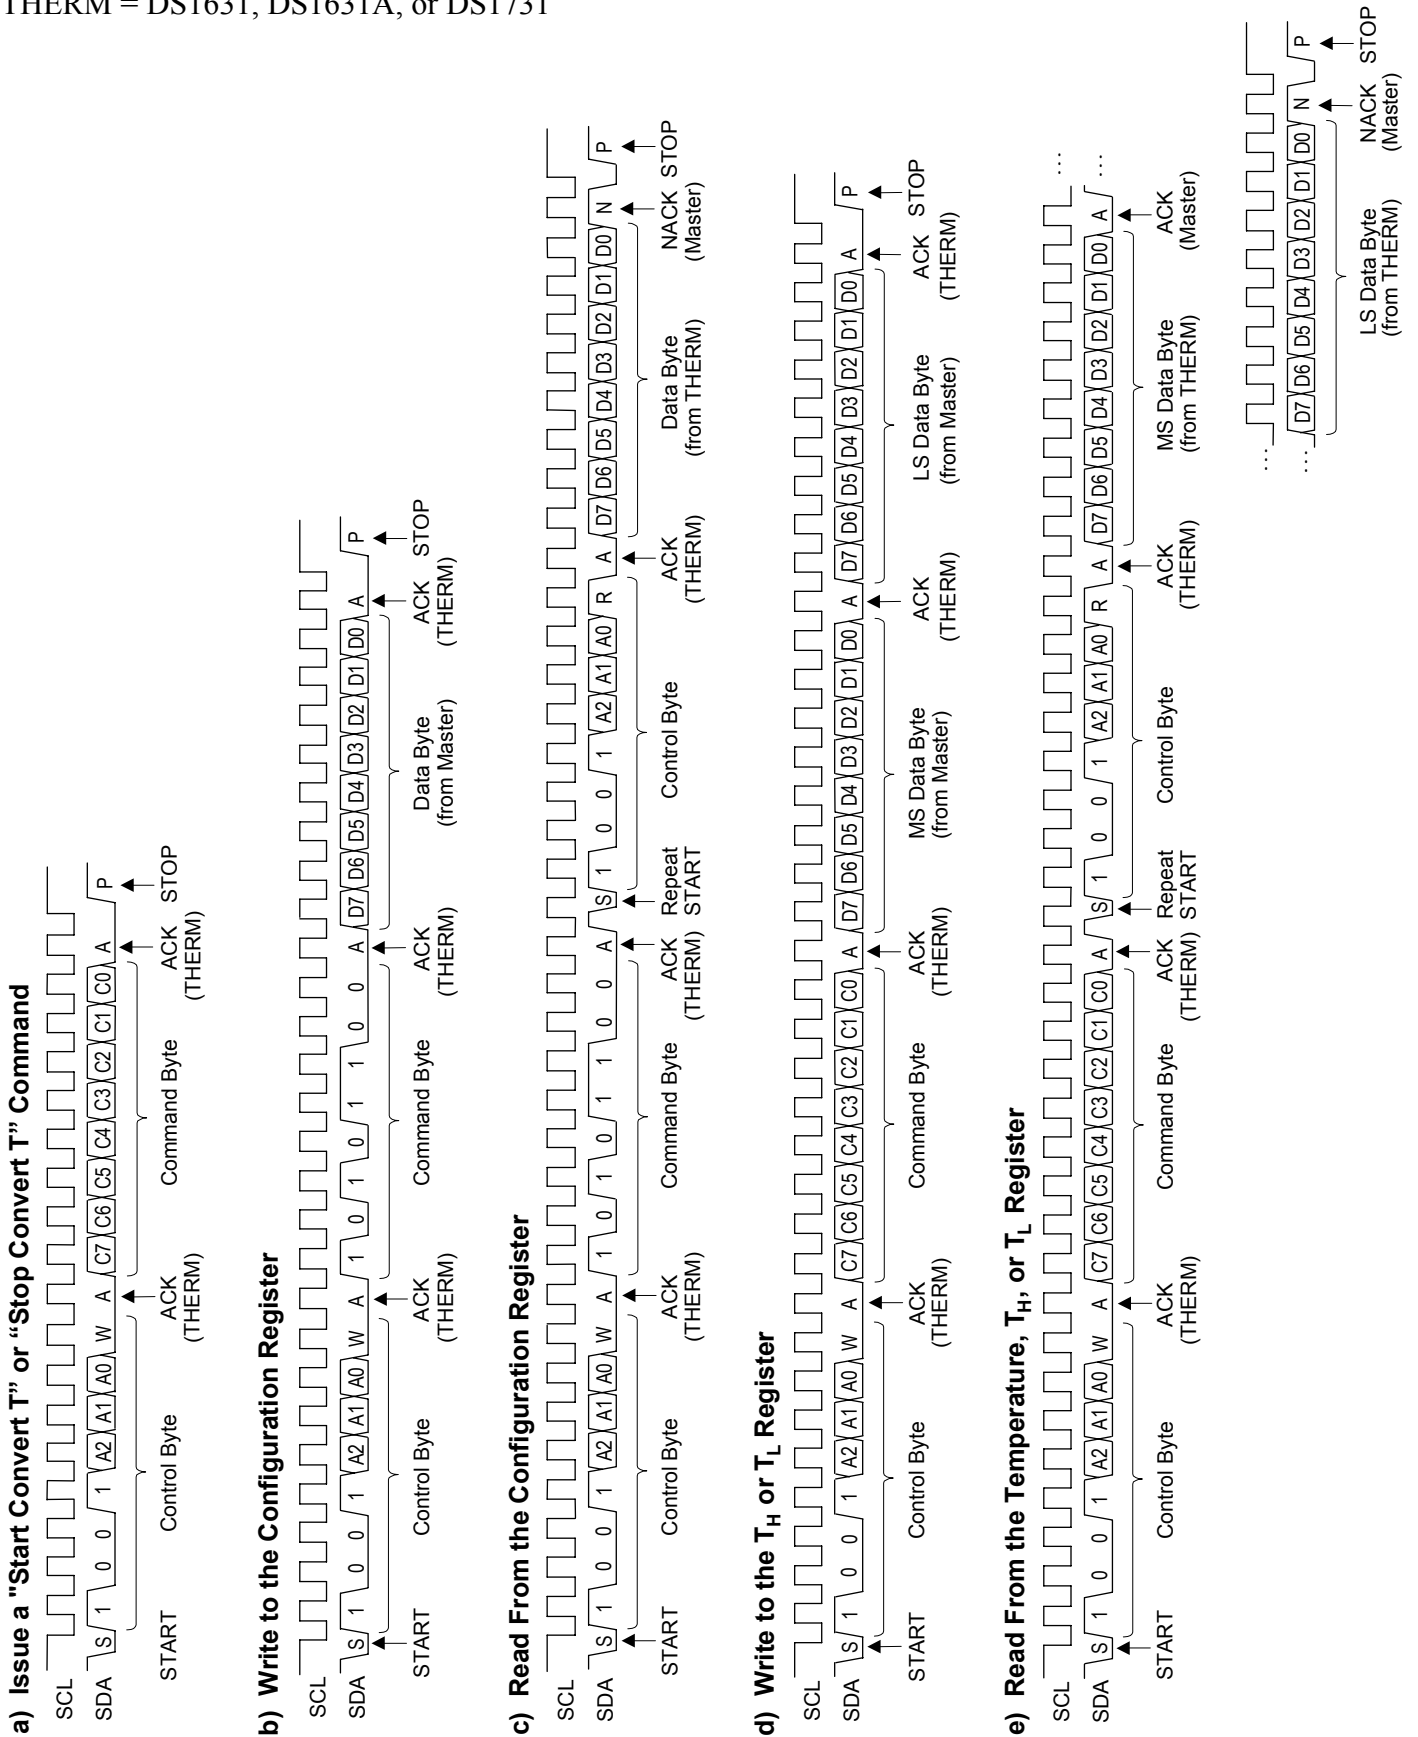 THERM = DS1631, DS1631A, or DS1731
a) Issue a "Start Convert T” or “Stop Convert T” Command
SCL
SDA S 1 0 0 1 A2 A1 A0 W A C7 C6 C5 C4 C3 C2 C1 C0 A P
START Control Byte ACK Command Byte ACK STOP
(THERM) (THERM)
b) Write to the Configuration Register
SCL
SDA S 1 0 0 1 A2 A1 A0 W A 1 0 1 0 1 1 0 0 A D7 D6 D5 D4 D3 D2 D1 D0 A P
START Control Byte ACK Command Byte ACK Data Byte ACK STOP
(THERM) (THERM) (from Master) (THERM)
c) Read From the Configuration Register
SCL
SDA S 1 0 0 1 A2 A1 A0 W A 1 0 1 0 1 1 0 0 A S 1 0 0 1 A2 A1 A0 R A D7 D6 D5 D4 D3 D2 D1 D0 N P
START Control Byte ACK Command Byte ACK Repeat Control Byte ACK Data Byte NACK STOP
(THERM) (THERM) START (THERM) (from THERM) (Master)
d) Write to the TH or TL Register
SCL
SDA S 1 0 0 1 A2 A1 A0 W A C7 C6 C5 C4 C3 C2 C1 C0 A D7 D6 D5 D4 D3 D2 D1 D0 A D7 D6 D5 D4 D3 D2 D1 D0 A P
START Control Byte ACK Command Byte ACK MS Data Byte ACK LS Data Byte ACK STOP
(THERM) (THERM) (from Master) (THERM) (from Master) (THERM)
e) Read From the Temperature, TH, or TL Register
SCL ....
SDA S 1 0 0 1 A2 A1 A0 W A C7 C6 C5 C4 C3 C2 C1 C0 A S 1 0 0 1 A2 A1 A0 R A D7 D6 D5 D4 D3 D2 D1 D0 A ....
START Control Byte ACK Command Byte ACK Repeat Control Byte ACK MS Data Byte ACK
(THERM) (THERM) START (THERM) (from THERM) (Master)
....
.... D7 D6 D5 D4 D3 D2 D1 D0 N P
LS Data Byte NACK STOP
(from THERM) (Master)